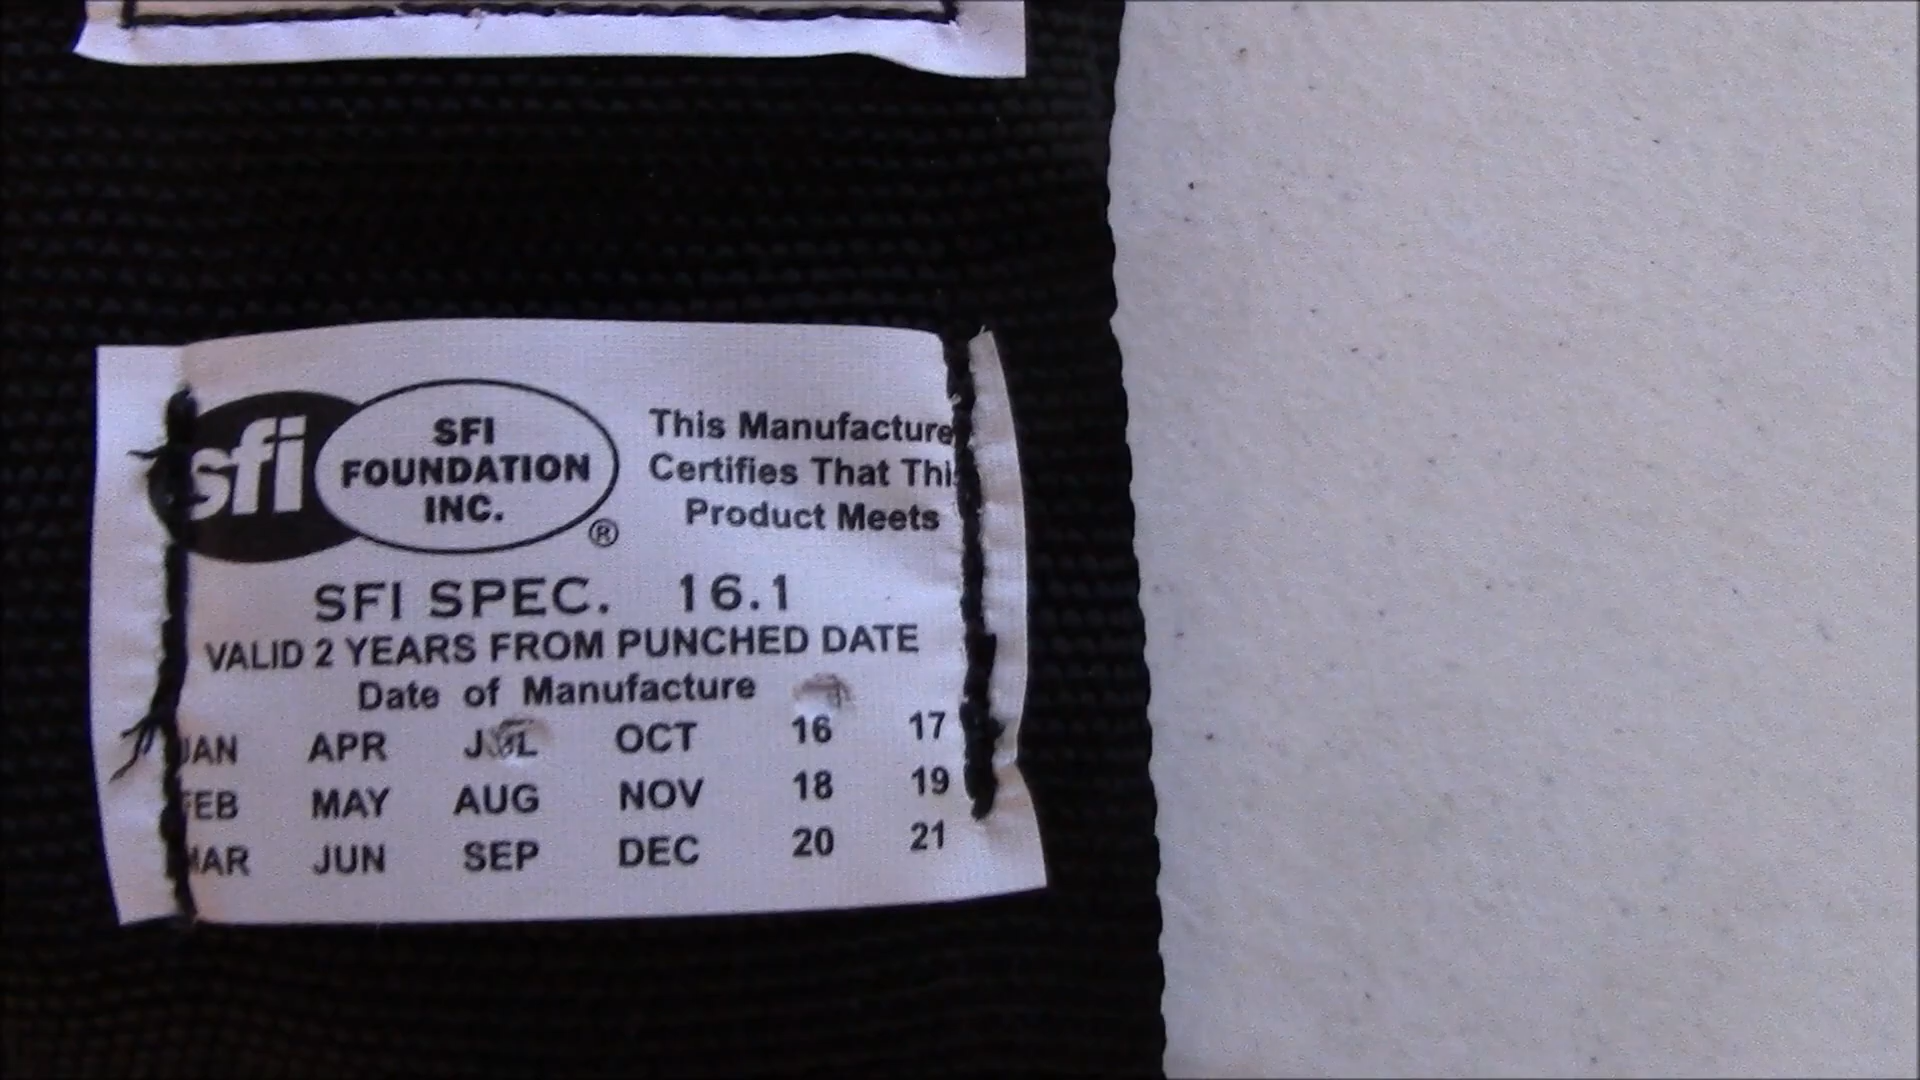 sfi
SFI
FOUNDATION
INC.
®
This Manufacture
Certifies That This
Product Meets
SFI SPEC. 16.1
VALID 2 YEARS FROM PUNCHED DATE
Date of Manufacture
JAN APR JUL OCT 16 17
FEB MAY AUG NOV 18 19
MAR JUN SEP DEC 20 21